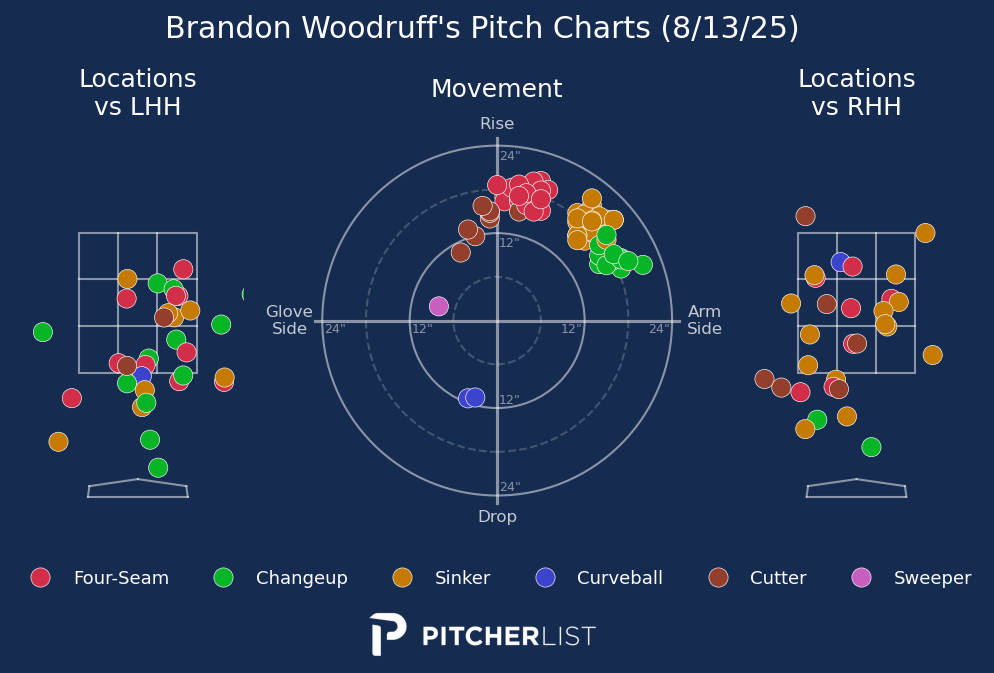 Brandon Woodruff's Pitch Charts (8/13/25)
Locations
vs LHH
Movement
Locations
vs RHH
Rise
24"
12"
Glove
Side
24"
12"
12"
24"
Arm
Side
12"
24"
Drop
Four-Seam
Changeup
Sinker
Curveball
Cutter
Sweeper
PITCHERLIST